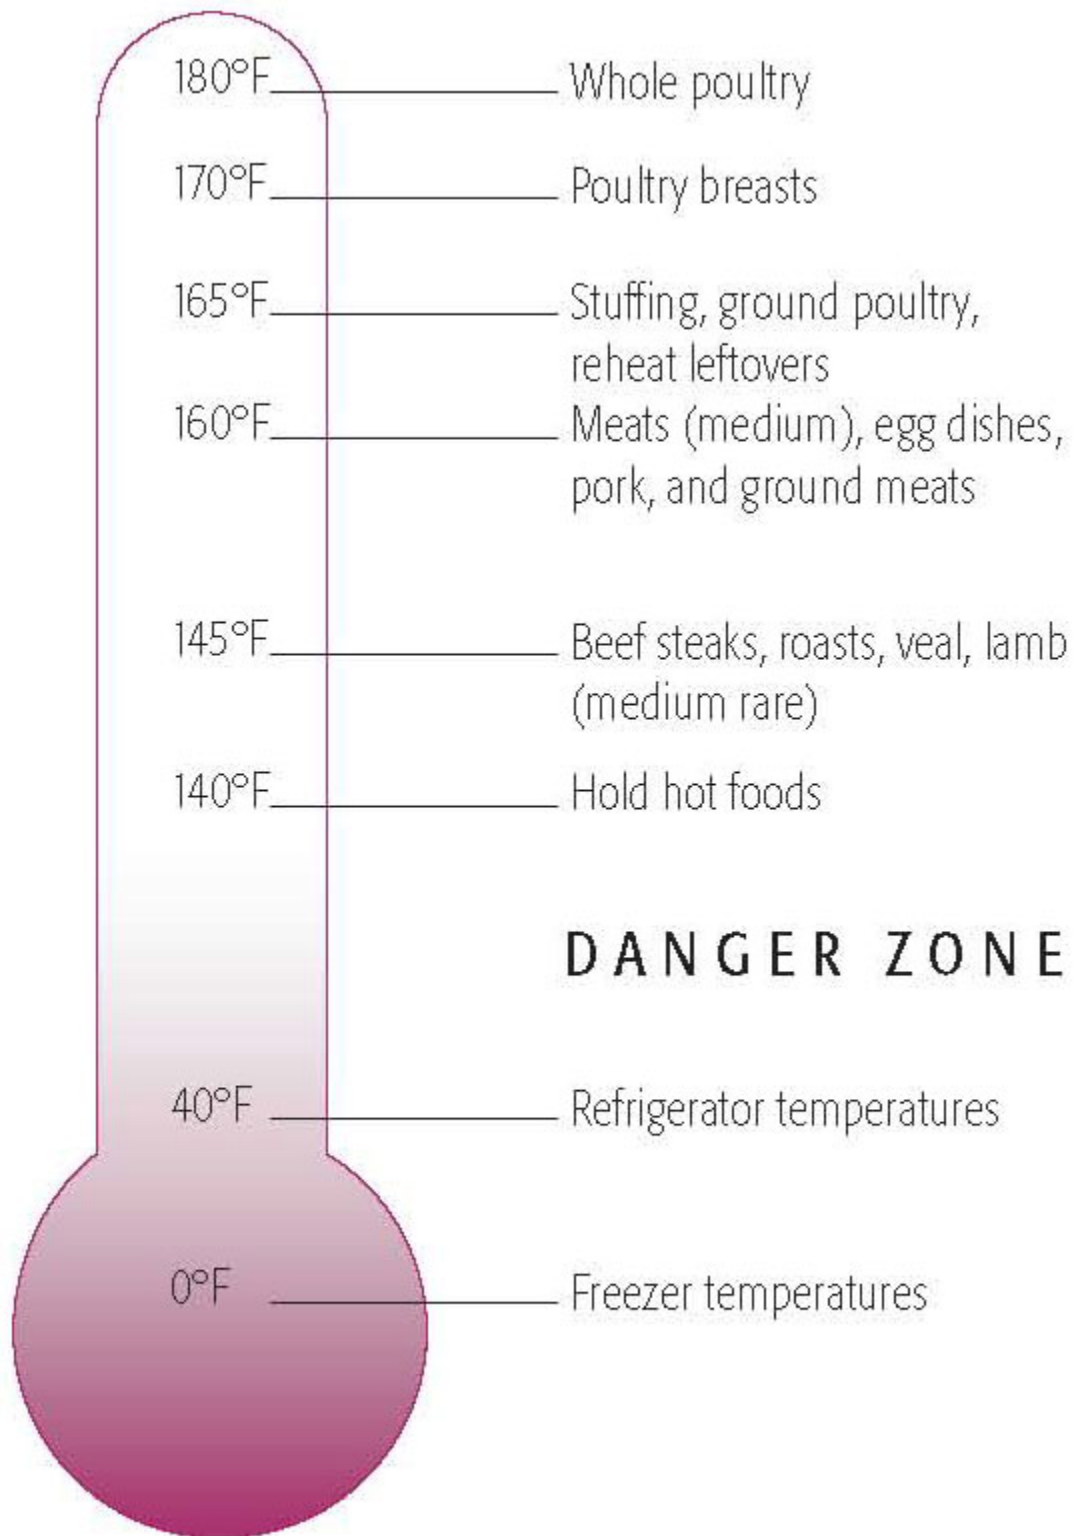 180°F Whole poultry
170°F Poultry breasts
165°F Stuffing, ground poultry,
reheat leftovers
160°F Meats (medium), egg dishes,
pork, and ground meats
145°F Beef steaks, roasts, veal, lamb
(medium rare)
140°F Hold hot foods
DANGER ZONE
40°F Refrigerator temperatures
0°F Freezer temperatures